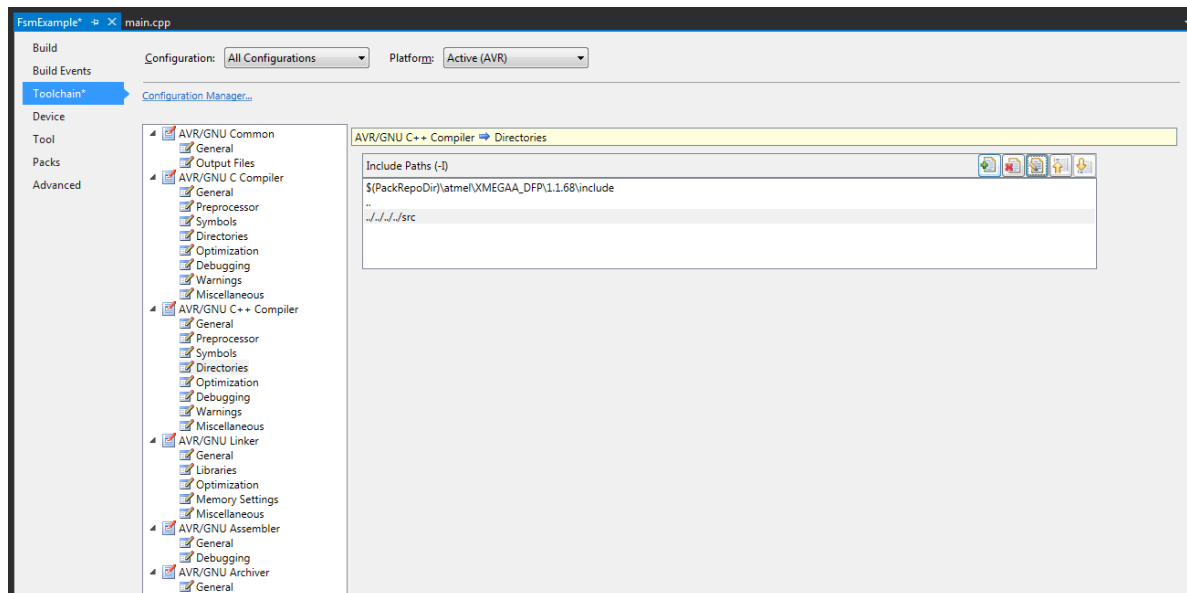 FsmExample* main.cpp
Build
Build Events
Toolchain*
Device
Tool
Packs
Advanced
Configuration: All Configurations Platform: Active (AVR)
Configuration Manager...
AVR/GNU Common
General
Output Files
AVR/GNU C Compiler
General
Preprocessor
Symbols
Directories
Optimization
Debugging
Warnings
Miscellaneous
AVR/GNU C++ Compiler
General
Preprocessor
Symbols
Directories
Optimization
Debugging
Warnings
Miscellaneous
AVR/GNU Linker
General
Libraries
Optimization
Memory Settings
Miscellaneous
AVR/GNU Assembler
General
Debugging
AVR/GNU Archiver
General
AVR/GNU C++ Compiler ⇒ Directories
Include Paths (-I)
$(PackRepoDir)\atmel\XMEGAA_DFP\1.1.68\include
..
../../../../src